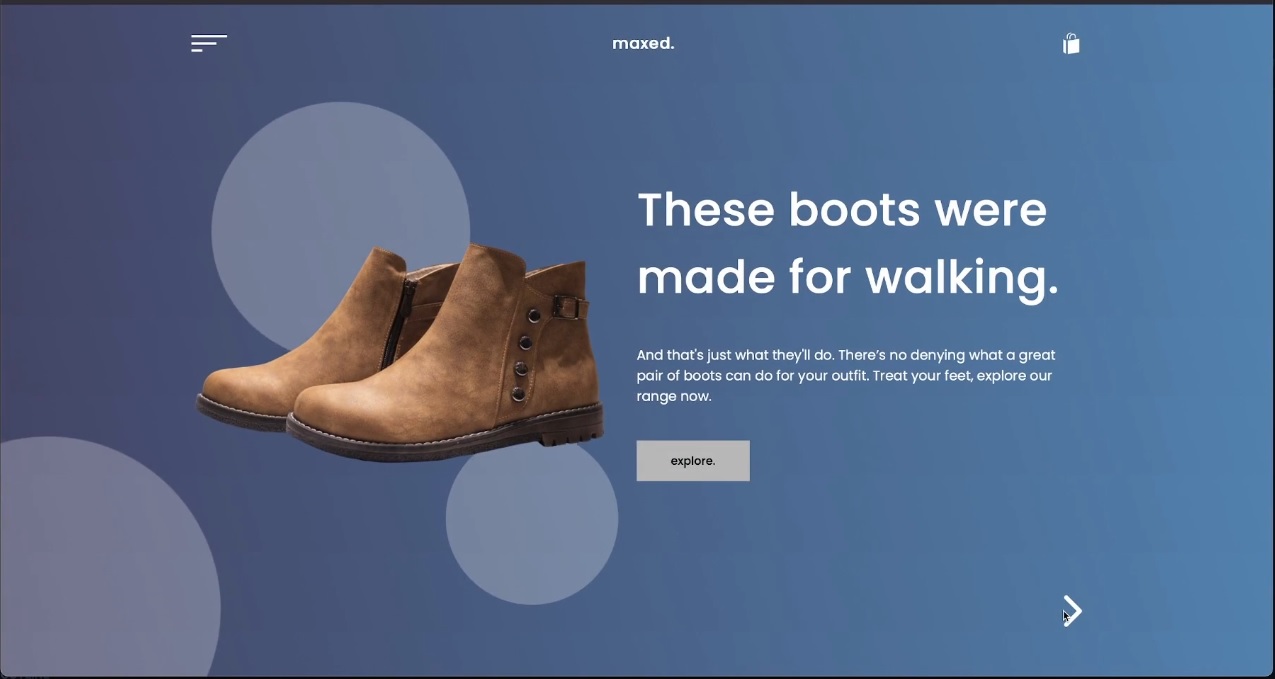 maxed.
These boots were
made for walking.
And that's just what they'll do. There's no denying what a great
pair of boots can do for your outfit. Treat your feet, explore our
range now.
explore.